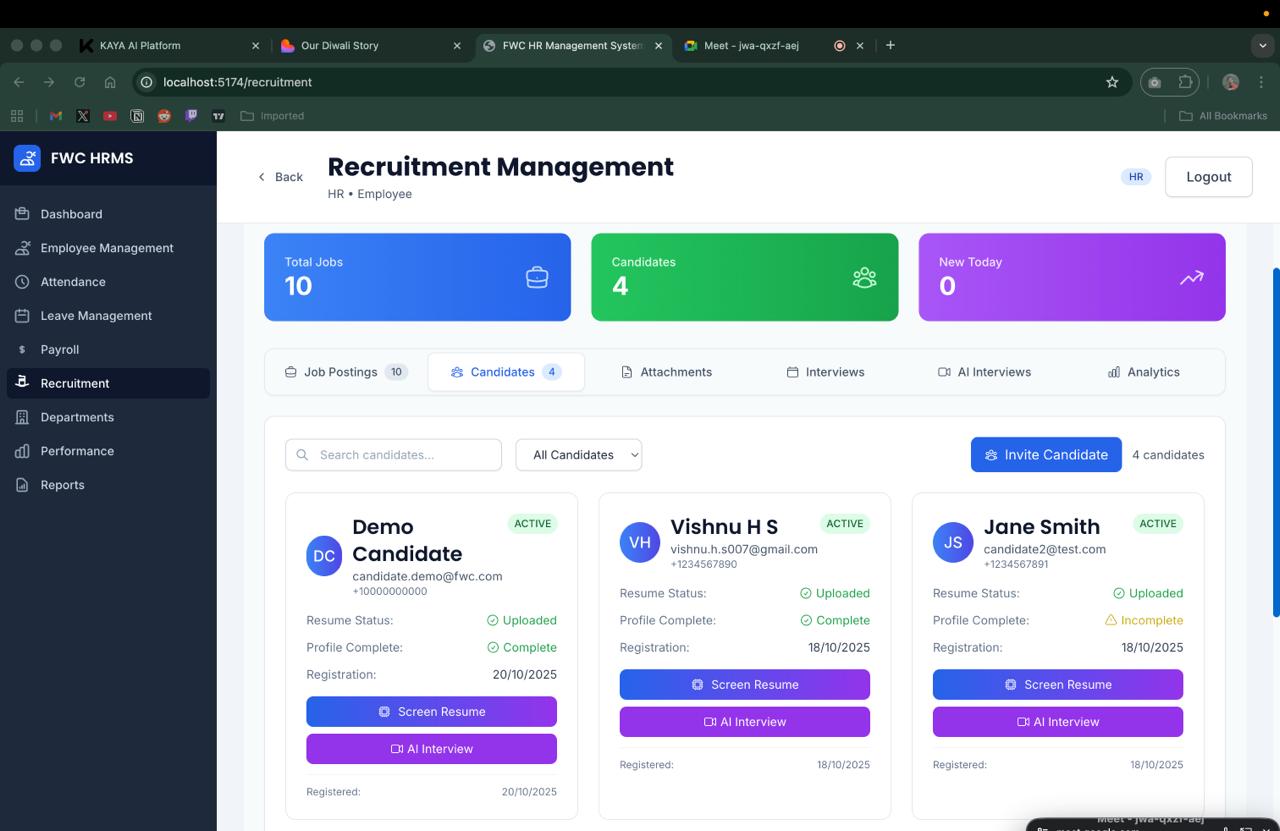 KAYA AI Platform
Our Diwali Story
FWC HR Management System
Meet - jwa-qxzf-aej
localhost:5174/recruitment
Imported
All Bookmarks
FWC HRMS
Back
Recruitment Management
HR • Employee
HR
Logout
Dashboard
Employee Management
Attendance
Leave Management
$ Payroll
Recruitment
Departments
Performance
Reports
Total Jobs
10
Candidates
4
New Today
0
Job Postings 10
Candidates 4
Attachments
Interviews
AI Interviews
Analytics
Search candidates...
All Candidates
Invite Candidate
4 candidates
DC
Demo Candidate
ACTIVE
candidate.demo@fwc.com
+10000000000
Resume Status: Uploaded
Profile Complete: Complete
Registration: 20/10/2025
Screen Resume
AI Interview
Registered: 20/10/2025
VH
Vishnu H S
ACTIVE
vishnu.h.s007@gmail.com
+1234567890
Resume Status: Uploaded
Profile Complete: Complete
Registration: 18/10/2025
Screen Resume
AI Interview
Registered: 18/10/2025
JS
Jane Smith
ACTIVE
candidate2@test.com
+1234567891
Resume Status: Uploaded
Profile Complete: Incomplete
Registration: 18/10/2025
Screen Resume
AI Interview
Registered: 18/10/2025
Meet - jwa-qxzf-aej
meet.google.com